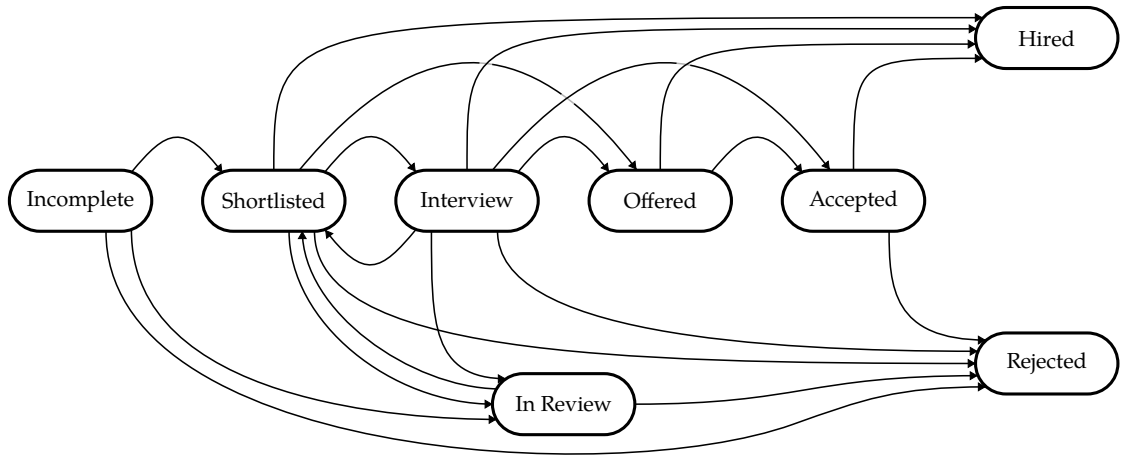 Hired
Incomplete
Shortlisted
Interview
Offered
Accepted
Rejected
In Review